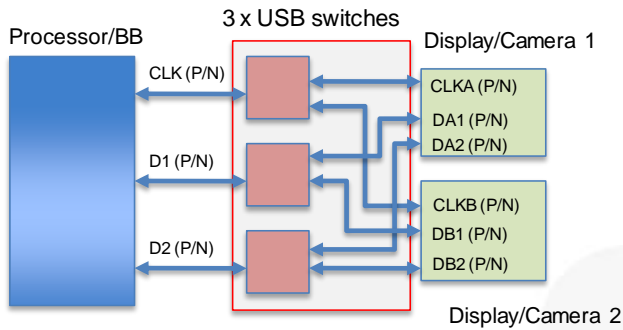 3 x USB switches
Processor/BB
Display/Camera 1
CLK (P/N)
CLKA (P/N)
DA1 (P/N)
DA2 (P/N)
D1 (P/N)
CLKB (P/N)
DB1 (P/N)
D2 (P/N)
DB2 (P/N)
Display/Camera 2